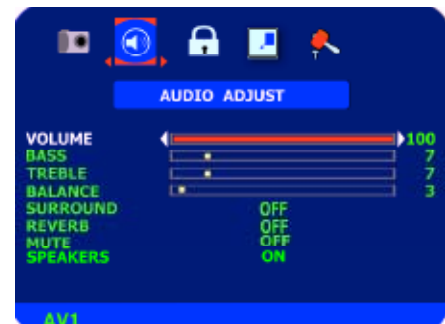 AUDIO ADJUST
VOLUME 100
BASS 7
TREBLE 7
BALANCE 3
SURROUND OFF
REVERB OFF
MUTE OFF
SPEAKERS ON
AV1